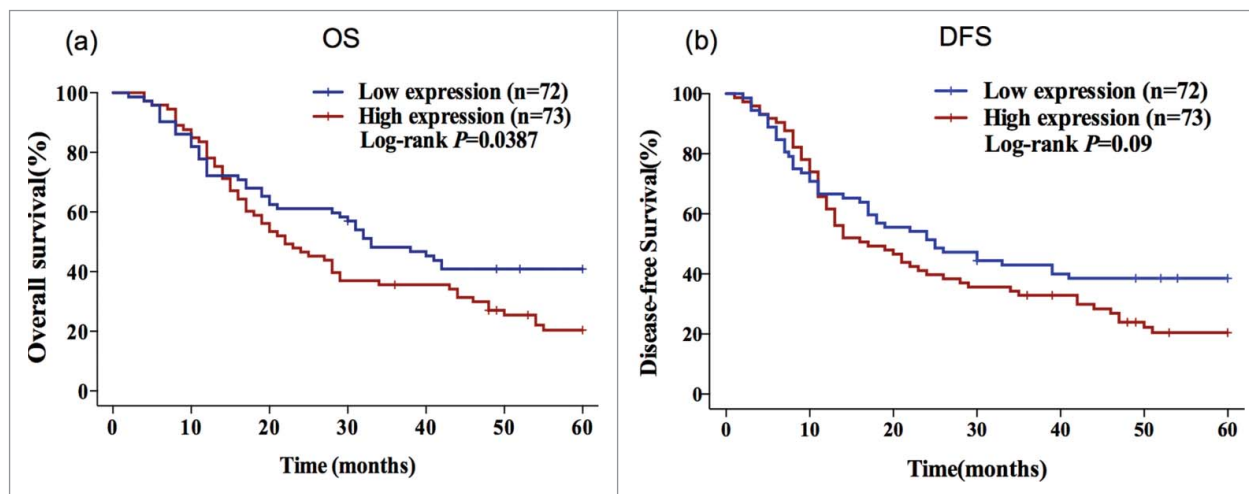 (a)
OS
Low expression (n=72)
High expression (n=73)
Log-rank P=0.0387
Overall survival(%)
100
80
60
40
20
0
0 10 20 30 40 50 60
Time (months)
(b)
DFS
Low expression (n=72)
High expression (n=73)
Log-rank P=0.09
Disease-free Survival(%)
100
80
60
40
20
0
0 10 20 30 40 50 60
Time(months)